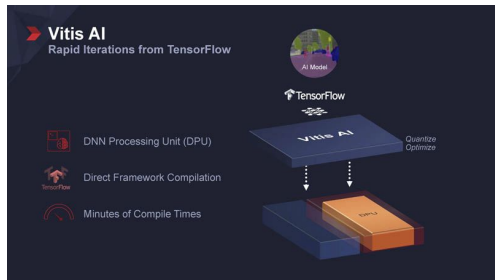 Vitis AI
Rapid Iterations from TensorFlow
AI Model
TensorFlow
Vitis AI
Quantize
Optimize
DNN Processing Unit (DPU)
TensorFlow
Direct Framework Compilation
Minutes of Compile Times
DPU